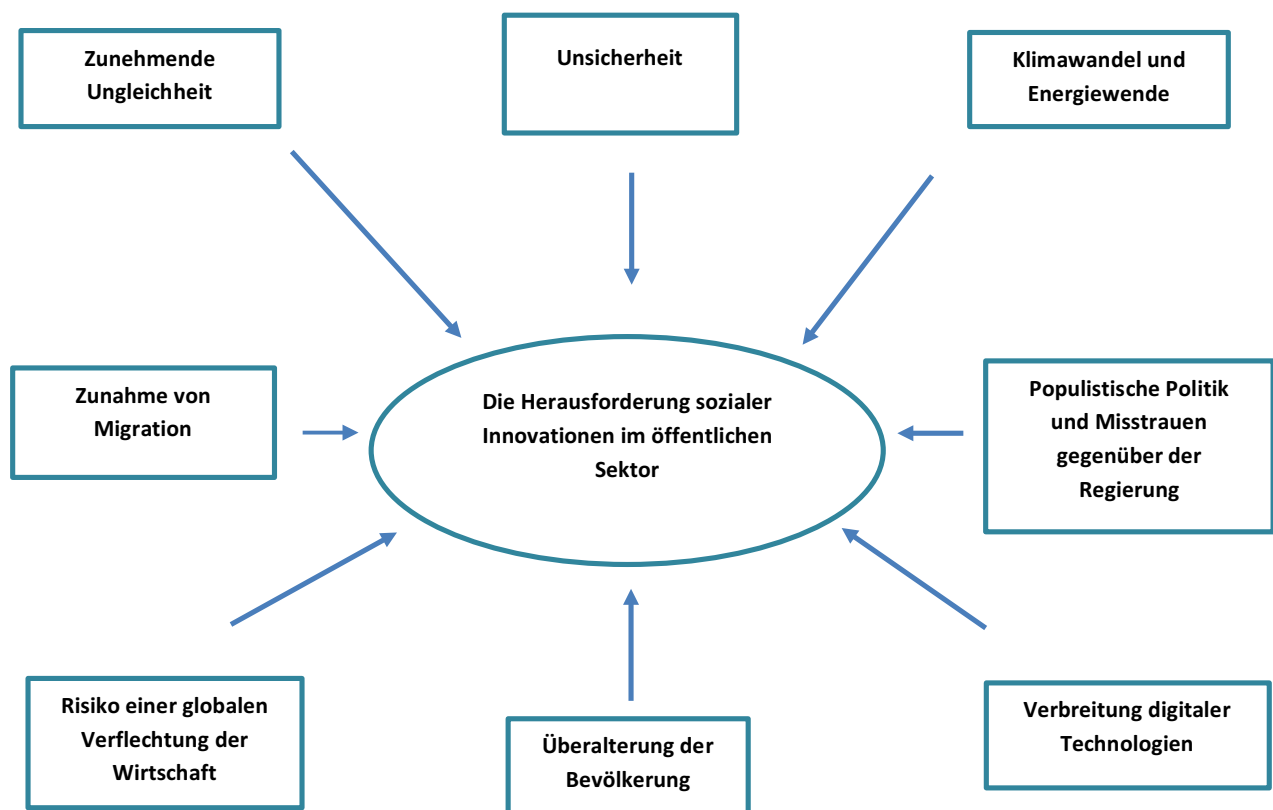 Zunehmende
Ungleichheit
Unsicherheit
Klimawandel und
Energiewende
Zunahme von
Migration
Die Herausforderung sozialer
Innovationen im öffentlichen
Sektor
Populistische Politik
und Misstrauen
gegenüber der
Regierung
Risiko einer globalen
Verflechtung der
Wirtschaft
Überalterung der
Bevölkerung
Verbreitung digitaler
Technologien